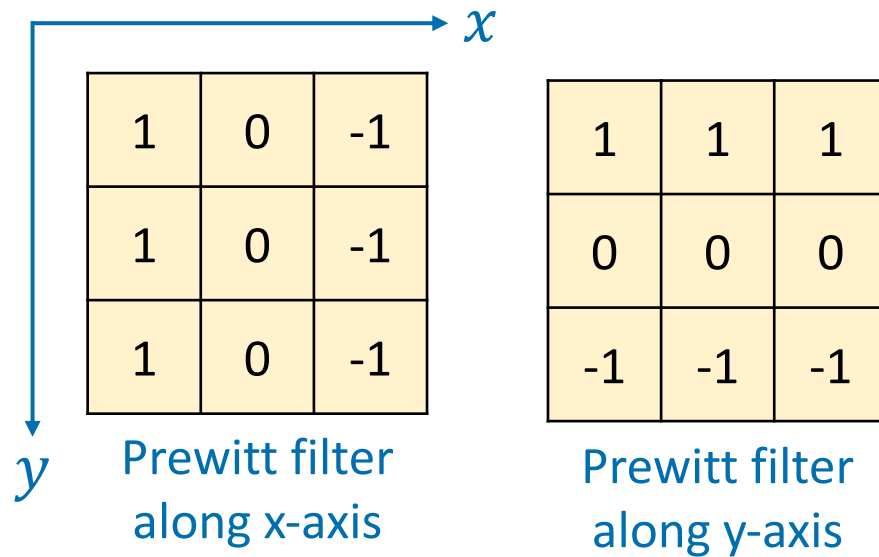 x
1 0 -1
1 0 -1
1 0 -1
1 1 1
0 0 0
-1 -1 -1
y
Prewitt filter
along x-axis
Prewitt filter
along y-axis